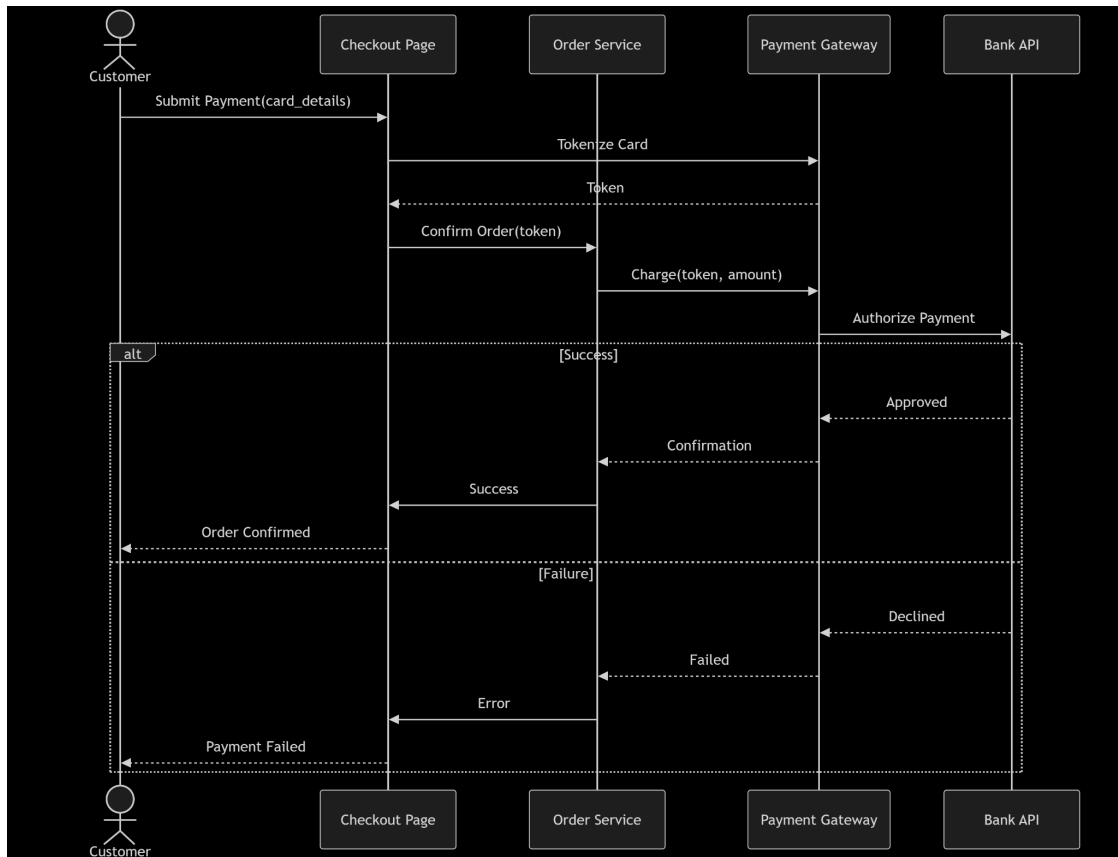 Customer
Checkout Page
Order Service
Payment Gateway
Bank API
Submit Payment(card_details)
Tokenize Card
Token
Confirm Order(token)
Charge(token, amount)
Authorize Payment
alt
[Success]
Approved
Confirmation
Success
Order Confirmed
[Failure]
Declined
Failed
Error
Payment Failed
Customer
Checkout Page
Order Service
Payment Gateway
Bank API